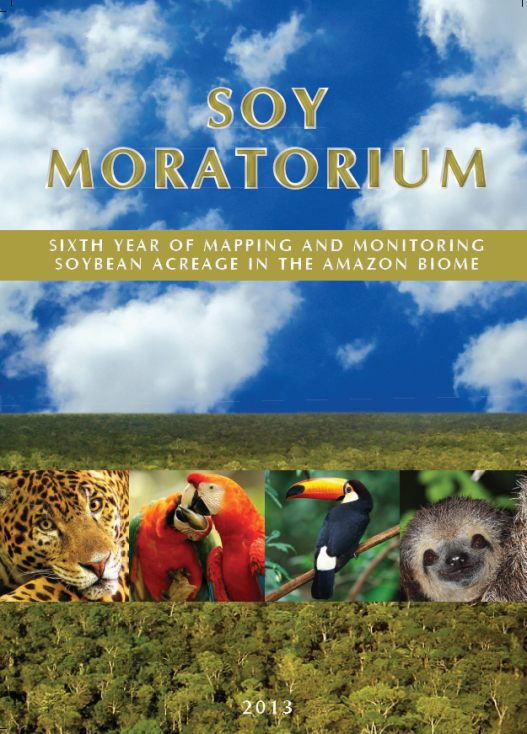 SOY
MORATORIUM
SIXTH YEAR OF MAPPING AND MONITORING
SOYBEAN ACREAGE IN THE AMAZON BIOME
2013